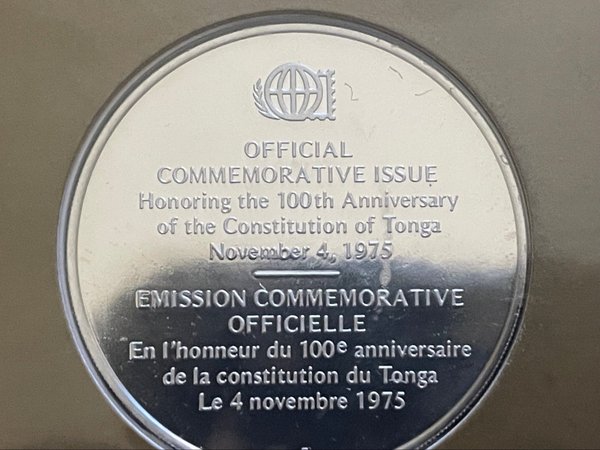 OFFICIAL
COMMEMORATIVE ISSUE
Honoring the 100th Anniversary
of the Constitution of Tonga
November 4, 1975
EMISSION COMMEMORATIVE
OFFICIELLE
En l'honneur du 100e anniversaire
de la constitution du Tonga
Le 4 novembre 1975